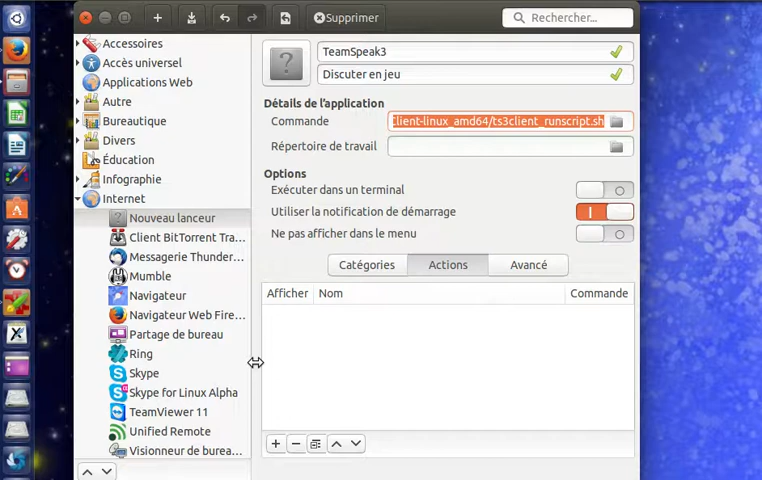 Supprimer
Rechercher...
Accessoires
Accès universel
Applications Web
Autre
Bureautique
Divers
Éducation
Infographie
Internet
Nouveau lanceur
Client BitTorrent Tra...
Messagerie Thunder...
Mumble
Navigateur
Navigateur Web Fire...
Partage de bureau
Ring
Skype
Skype for Linux Alpha
TeamViewer 11
Unified Remote
Visionneur de burea...
TeamSpeak3
Discuter en jeu
Détails de l'application
Commande
Client-linux_amd64/ts3client_runscript.sh
Répertoire de travail
Options
Exécuter dans un terminal
Utiliser la notification de démarrage
Ne pas afficher dans le menu
Catégories Actions Avancé
Afficher Nom Commande